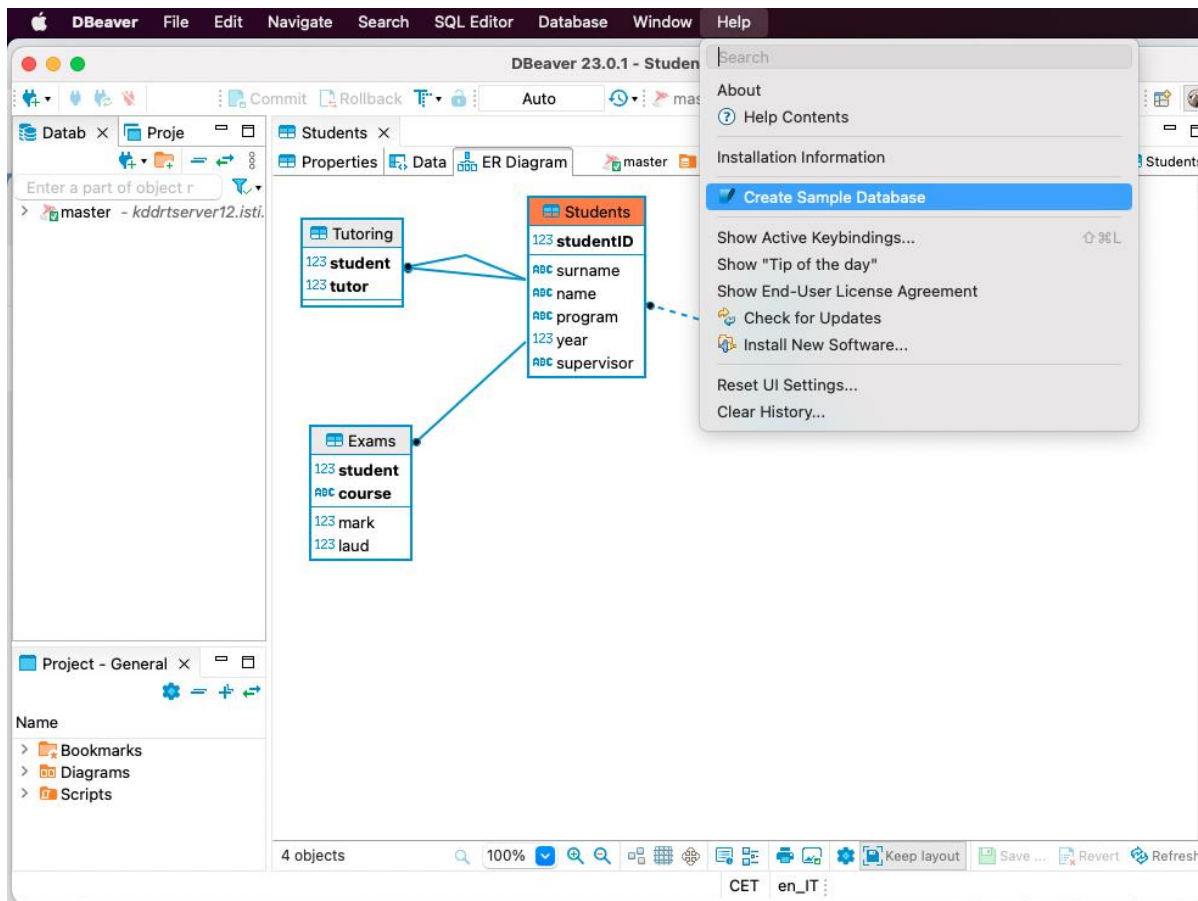 DBeaver File Edit Navigate Search SQL Editor Database Window Help
DBeaver 23.0.1 - Studen
Commit Rollback Auto mas
Datab Proje
Enter a part of object r
master - kddrtserver12.isti.
Students
Properties Data ER Diagram master Students
Tutoring
123 student
123 tutor
Students
123 studentID
ABC surname
ABC name
ABC program
123 year
ABC supervisor
Exams
123 student
ABC course
123 mark
123 laud
Search
About
Help Contents
Installation Information
Create Sample Database
Show Active Keybindings... ⇧⌘L
Show "Tip of the day"
Show End-User License Agreement
Check for Updates
Install New Software...
Reset UI Settings...
Clear History...
Project - General
Name
Bookmarks
Diagrams
Scripts
4 objects 100% Keep layout Save ... Revert Refresh
CET en_IT